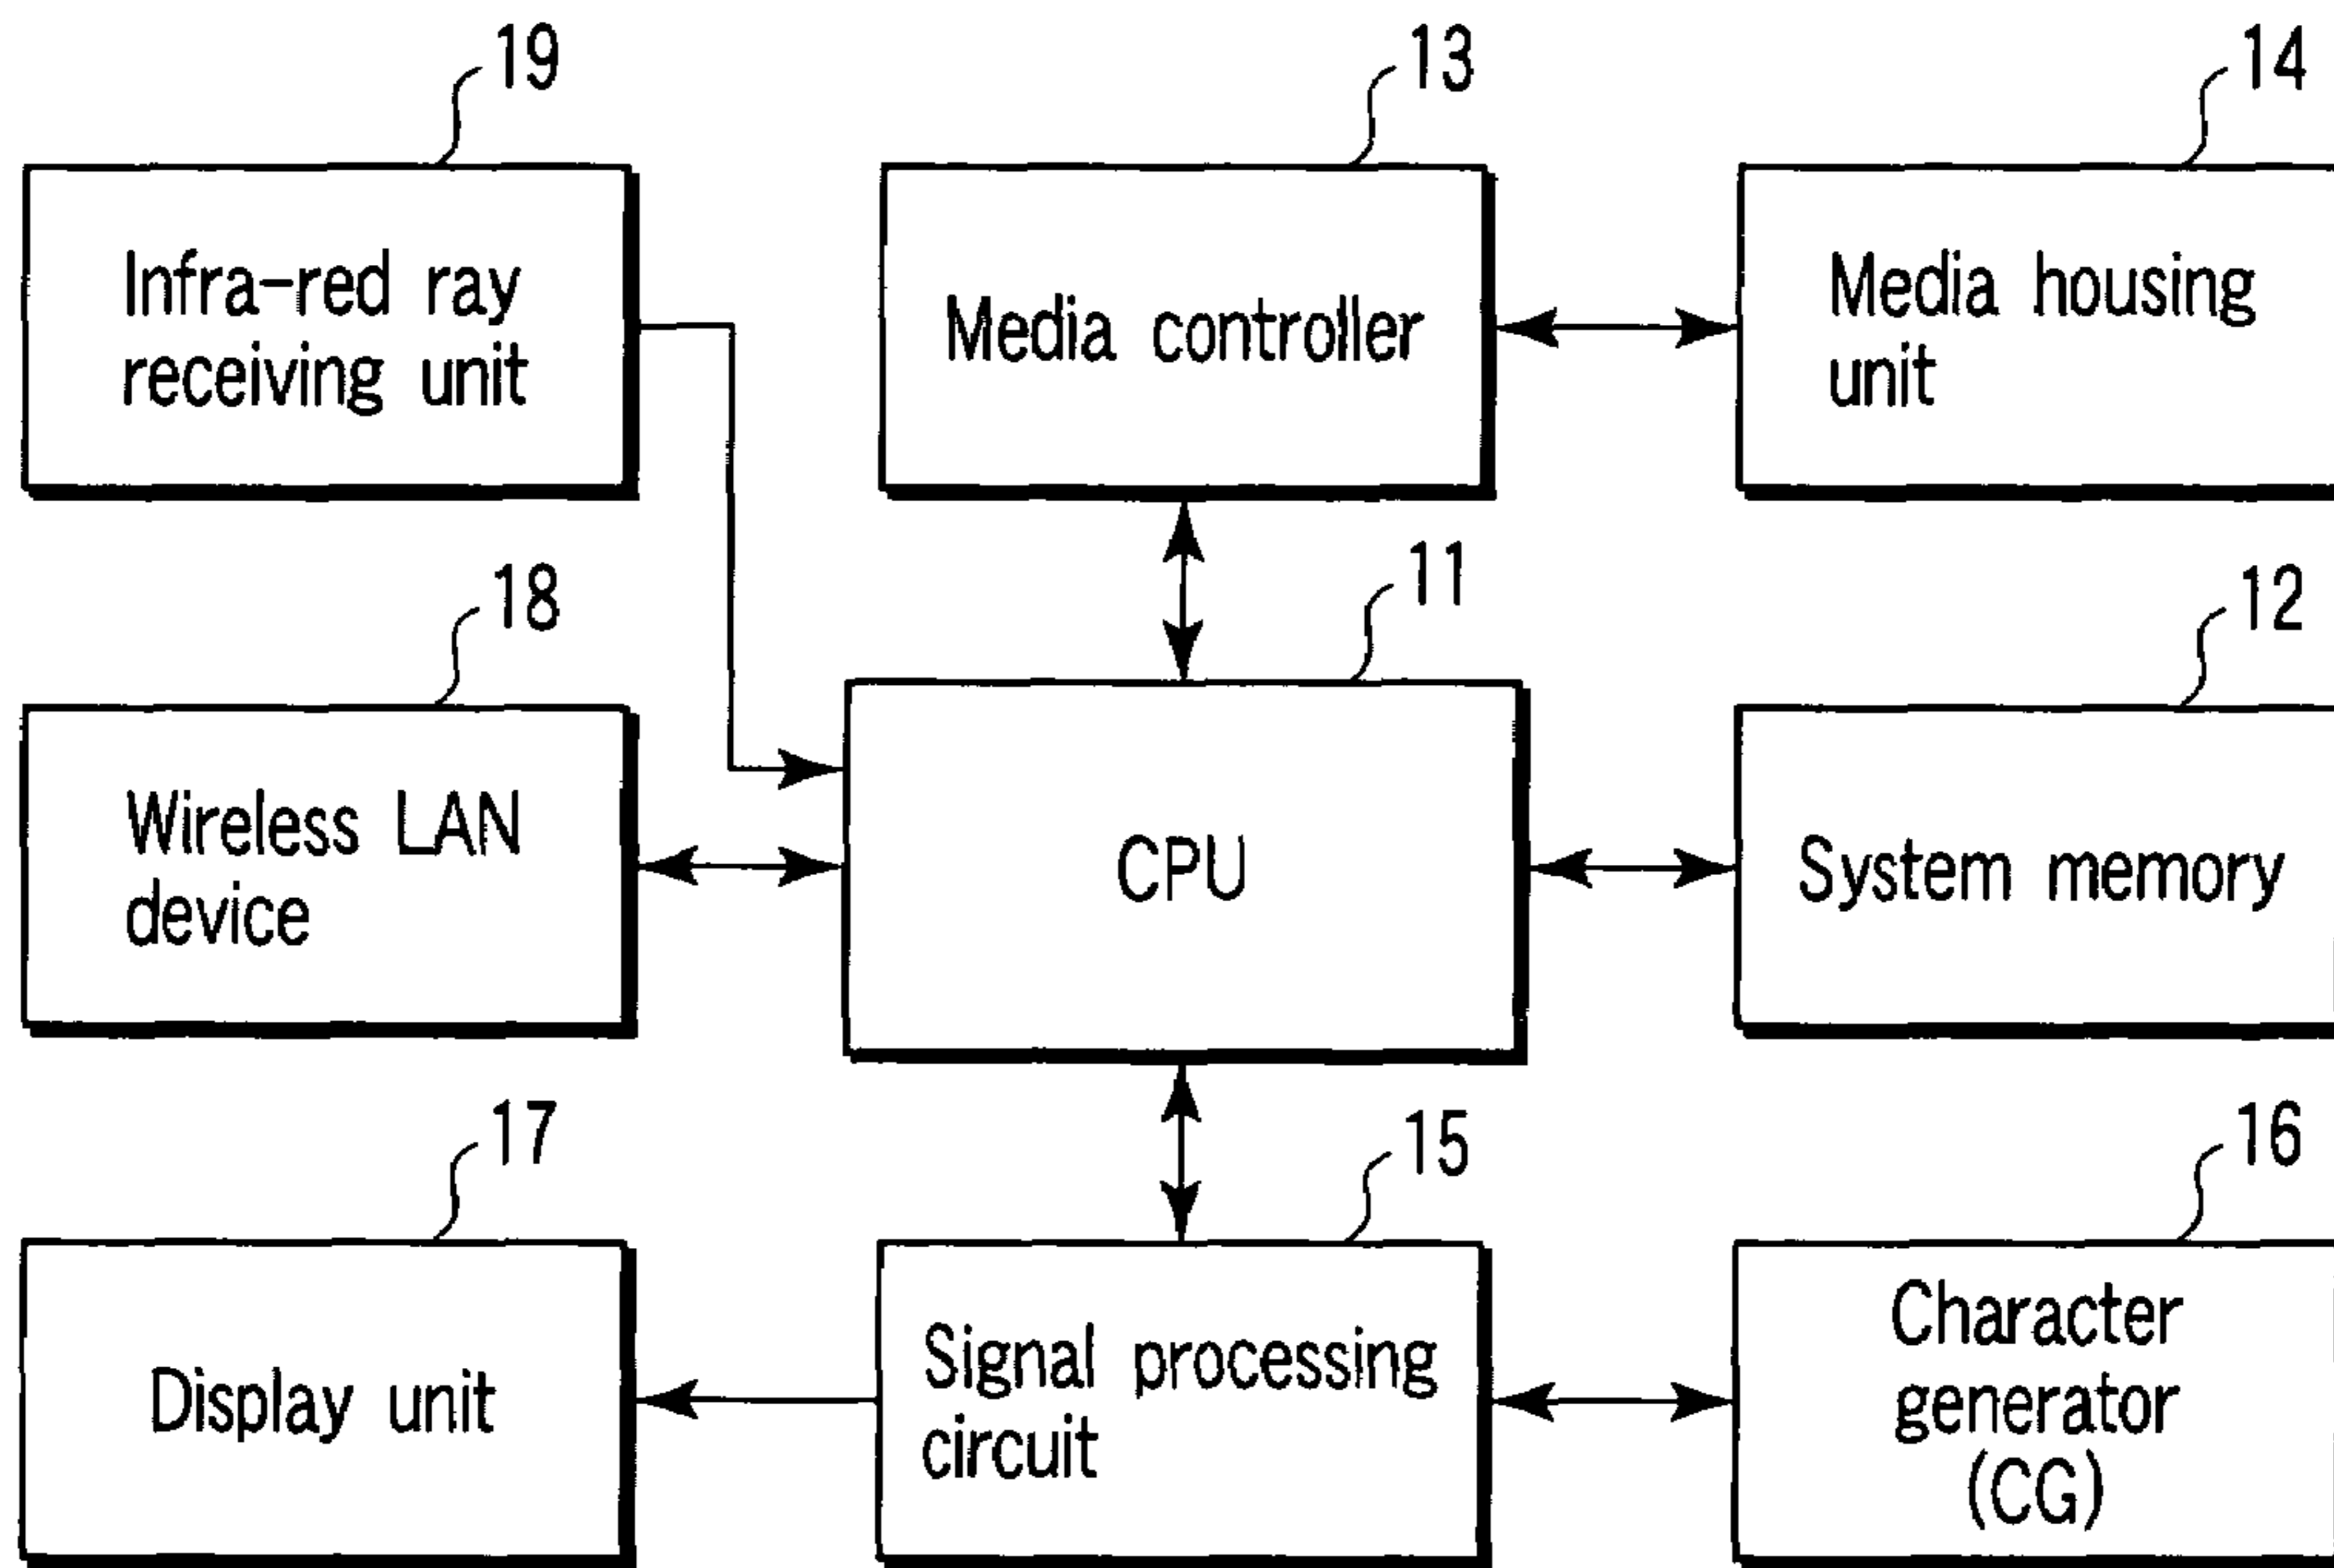 19
13
14
Infra-red ray
receiving unit
Media controller
Media housing
unit
18
11
12
Wireless LAN
device
CPU
System memory
17
15
16
Display unit
Signal processing
circuit
Character
generator
(CG)